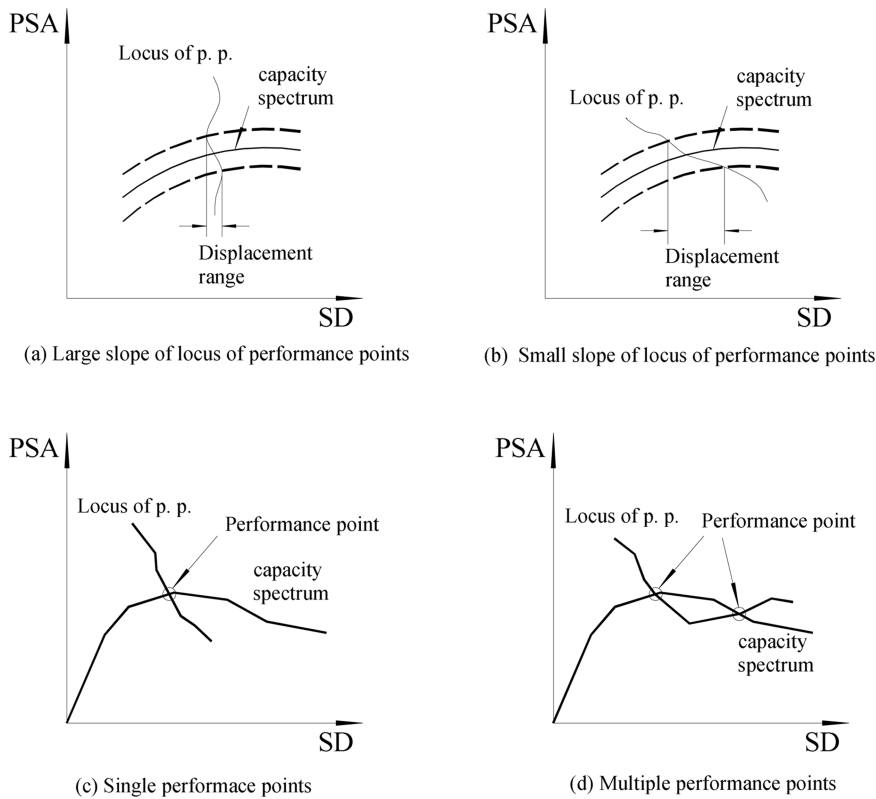 PSA
Locus of p. p.
capacity
spectrum
Displacement
range
SD
(a) Large slope of locus of performance points
PSA
Locus of p. p.
capacity
spectrum
Displacement
range
SD
(b) Small slope of locus of performance points
PSA
Locus of p. p.
Performance point
capacity
spectrum
SD
(c) Single performace points
PSA
Locus of p. p.
Performance point
capacity
spectrum
SD
(d) Multiple performance points